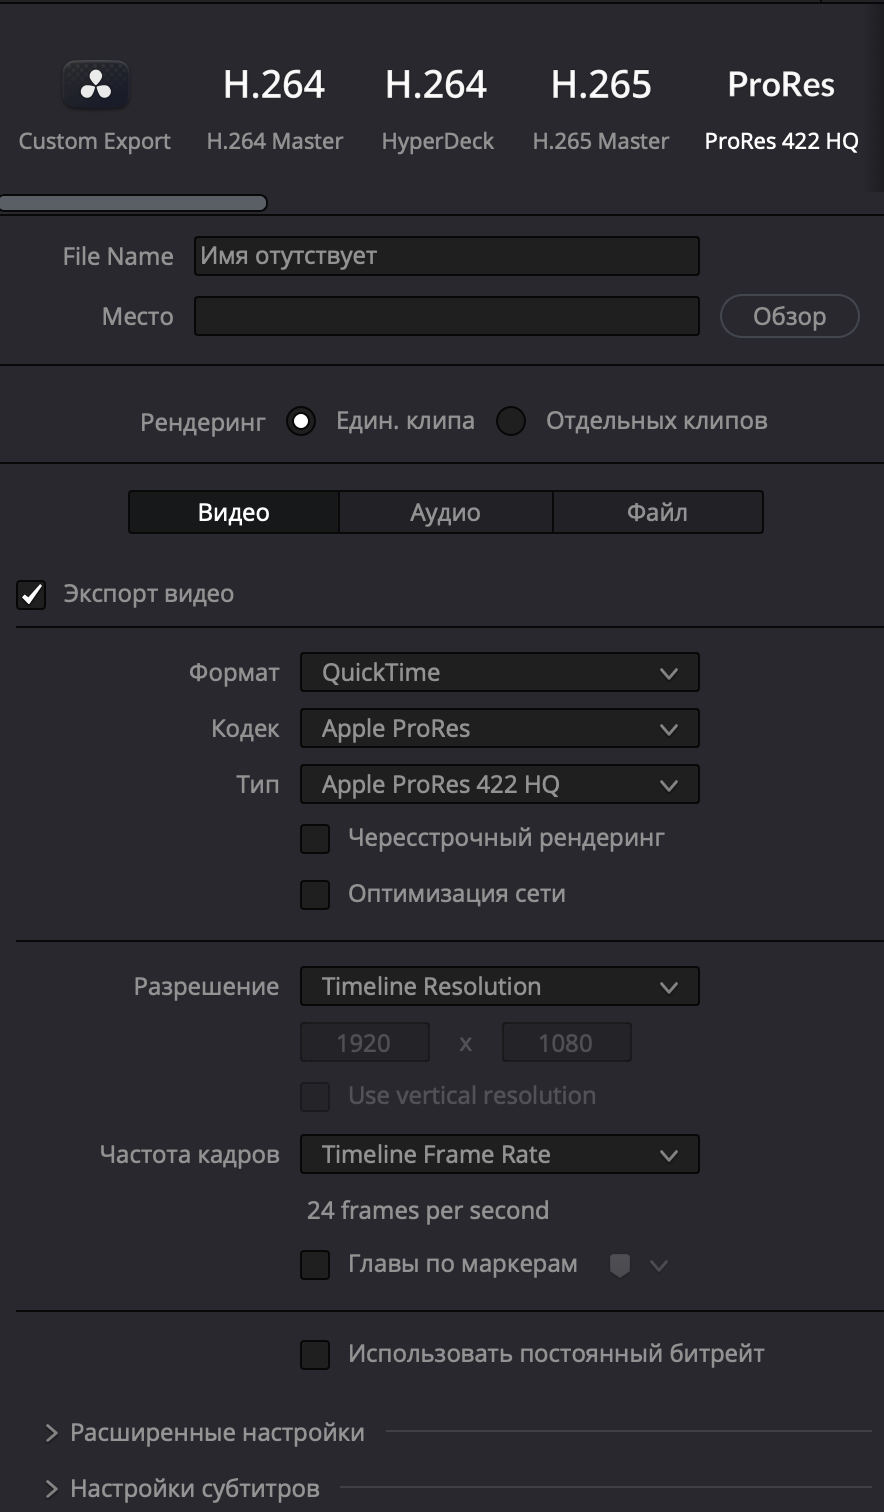 H.264 H.264 H.265 ProRes
Custom Export H.264 Master HyperDeck H.265 Master ProRes 422 HQ
File Name Имя отутствует
Место Обзор
Рендеринг Един. клипа Отдельных клипов
Видео Аудио Файл
Экспорт видео
Формат QuickTime
Кодек Apple ProRes
Тип Apple ProRes 422 HQ
Чересстрочный рендеринг
Оптимизация сети
Разрешение Timeline Resolution
1920 x 1080
Use vertical resolution
Частота кадров Timeline Frame Rate
24 frames per second
Главы по маркерам
Использовать постоянный битрейт
Расширенные настройки
Настройки субтитров